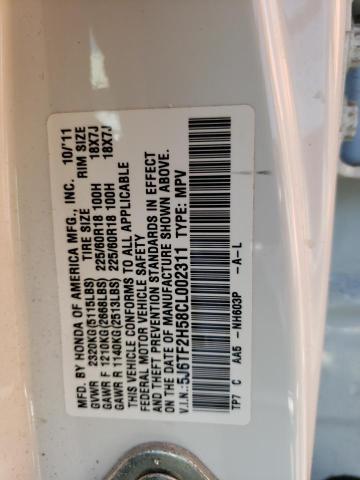 MFD. BY HONDA OF AMERICA MFG., INC. 10/'11
TIRE SIZE RIM SIZE
GVWR 2320KG(5115LBS)
GAWR F 1210KG(2668LBS) 225/60R18 100H 18X7J
GAWR R 1140KG(2513LBS) 225/60R18 100H 18X7J
THIS VEHICLE CONFORMS TO ALL APPLICABLE
FEDERAL MOTOR VEHICLE SAFETY
AND THEFT PREVENTION STANDARDS IN EFFECT
ON THE DATE OF MANUFACTURE SHOWN ABOVE.
V.I.N.: 5J6TF2H58CL002311 TYPE: MPV
TP7 C AA5 -NH603P -A-L